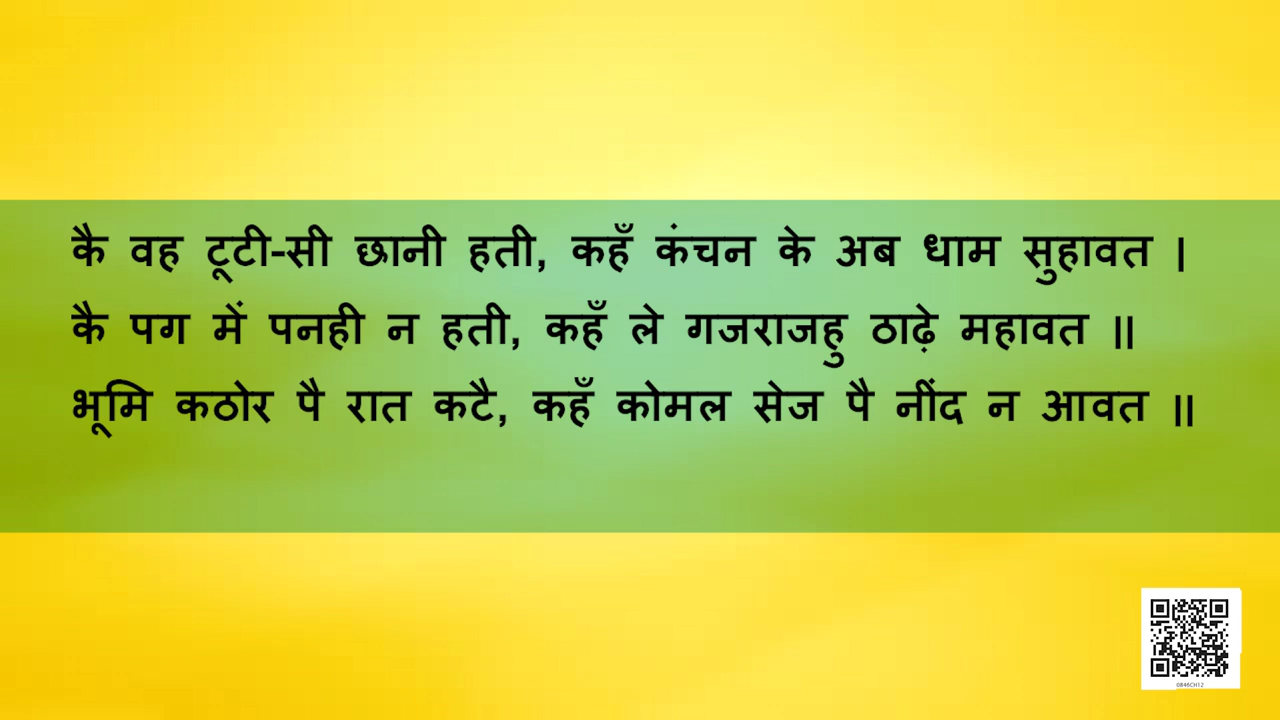 कै वह टूटी-सी छानी हती, कहँ कंचन के अब धाम सुहावत |
कै पग में पनही न हती, कहँ ले गजराजहु ठाढ़े महावत ||
भूमि कठोर पै रात कटै, कहँ कोमल सेज पै नींद न आवत ||
0846CH12